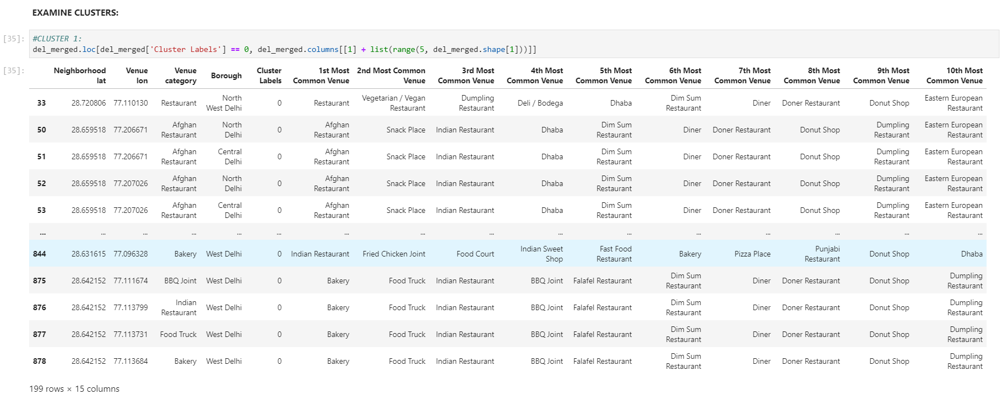 EXAMINE CLUSTERS:
[35]: #CLUSTER 1:
del_merged.loc[del_merged['Cluster Labels'] == 0, del_merged.columns[[1] + list(range(5, del_merged.shape[1]))]]
[35]:
Neighborhood lat Venue lon Venue category Borough Cluster Labels 1st Most Common Venue 2nd Most Common Venue 3rd Most Common Venue 4th Most Common Venue 5th Most Common Venue 6th Most Common Venue 7th Most Common Venue 8th Most Common Venue 9th Most Common Venue 10th Most Common Venue
33 28.720806 77.110130 Restaurant North West Delhi 0 Restaurant Vegetarian / Vegan Restaurant Dumpling Restaurant Deli / Bodega Dhaba Dim Sum Restaurant Diner Doner Restaurant Donut Shop Eastern European Restaurant
50 28.659518 77.206671 Afghan Restaurant North Delhi 0 Afghan Restaurant Snack Place Indian Restaurant Dhaba Dim Sum Restaurant Diner Doner Restaurant Donut Shop Dumpling Restaurant Eastern European Restaurant
51 28.659518 77.206671 Afghan Restaurant Central Delhi 0 Afghan Restaurant Snack Place Indian Restaurant Dhaba Dim Sum Restaurant Diner Doner Restaurant Donut Shop Dumpling Restaurant Eastern European Restaurant
52 28.659518 77.207026 Afghan Restaurant North Delhi 0 Afghan Restaurant Snack Place Indian Restaurant Dhaba Dim Sum Restaurant Diner Doner Restaurant Donut Shop Dumpling Restaurant Eastern European Restaurant
53 28.659518 77.207026 Afghan Restaurant Central Delhi 0 Afghan Restaurant Snack Place Indian Restaurant Dhaba Dim Sum Restaurant Diner Doner Restaurant Donut Shop Dumpling Restaurant Eastern European Restaurant
... ... ... ... ... ... ... ... ... ... ... ... ... ... ... ...
844 28.631615 77.096328 Bakery West Delhi 0 Indian Restaurant Fried Chicken Joint Food Court Indian Sweet Shop Fast Food Restaurant Bakery Pizza Place Punjabi Restaurant Donut Shop Dhaba
875 28.642152 77.111674 BBQ Joint West Delhi 0 Bakery Food Truck Indian Restaurant BBQ Joint Falafel Restaurant Dim Sum Restaurant Diner Doner Restaurant Donut Shop Dumpling Restaurant
876 28.642152 77.113799 Indian Restaurant West Delhi 0 Bakery Food Truck Indian Restaurant BBQ Joint Falafel Restaurant Dim Sum Restaurant Diner Doner Restaurant Donut Shop Dumpling Restaurant
877 28.642152 77.113731 Food Truck West Delhi 0 Bakery Food Truck Indian Restaurant BBQ Joint Falafel Restaurant Dim Sum Restaurant Diner Doner Restaurant Donut Shop Dumpling Restaurant
878 28.642152 77.113684 Bakery West Delhi 0 Bakery Food Truck Indian Restaurant BBQ Joint Falafel Restaurant Dim Sum Restaurant Diner Doner Restaurant Donut Shop Dumpling Restaurant
199 rows × 15 columns